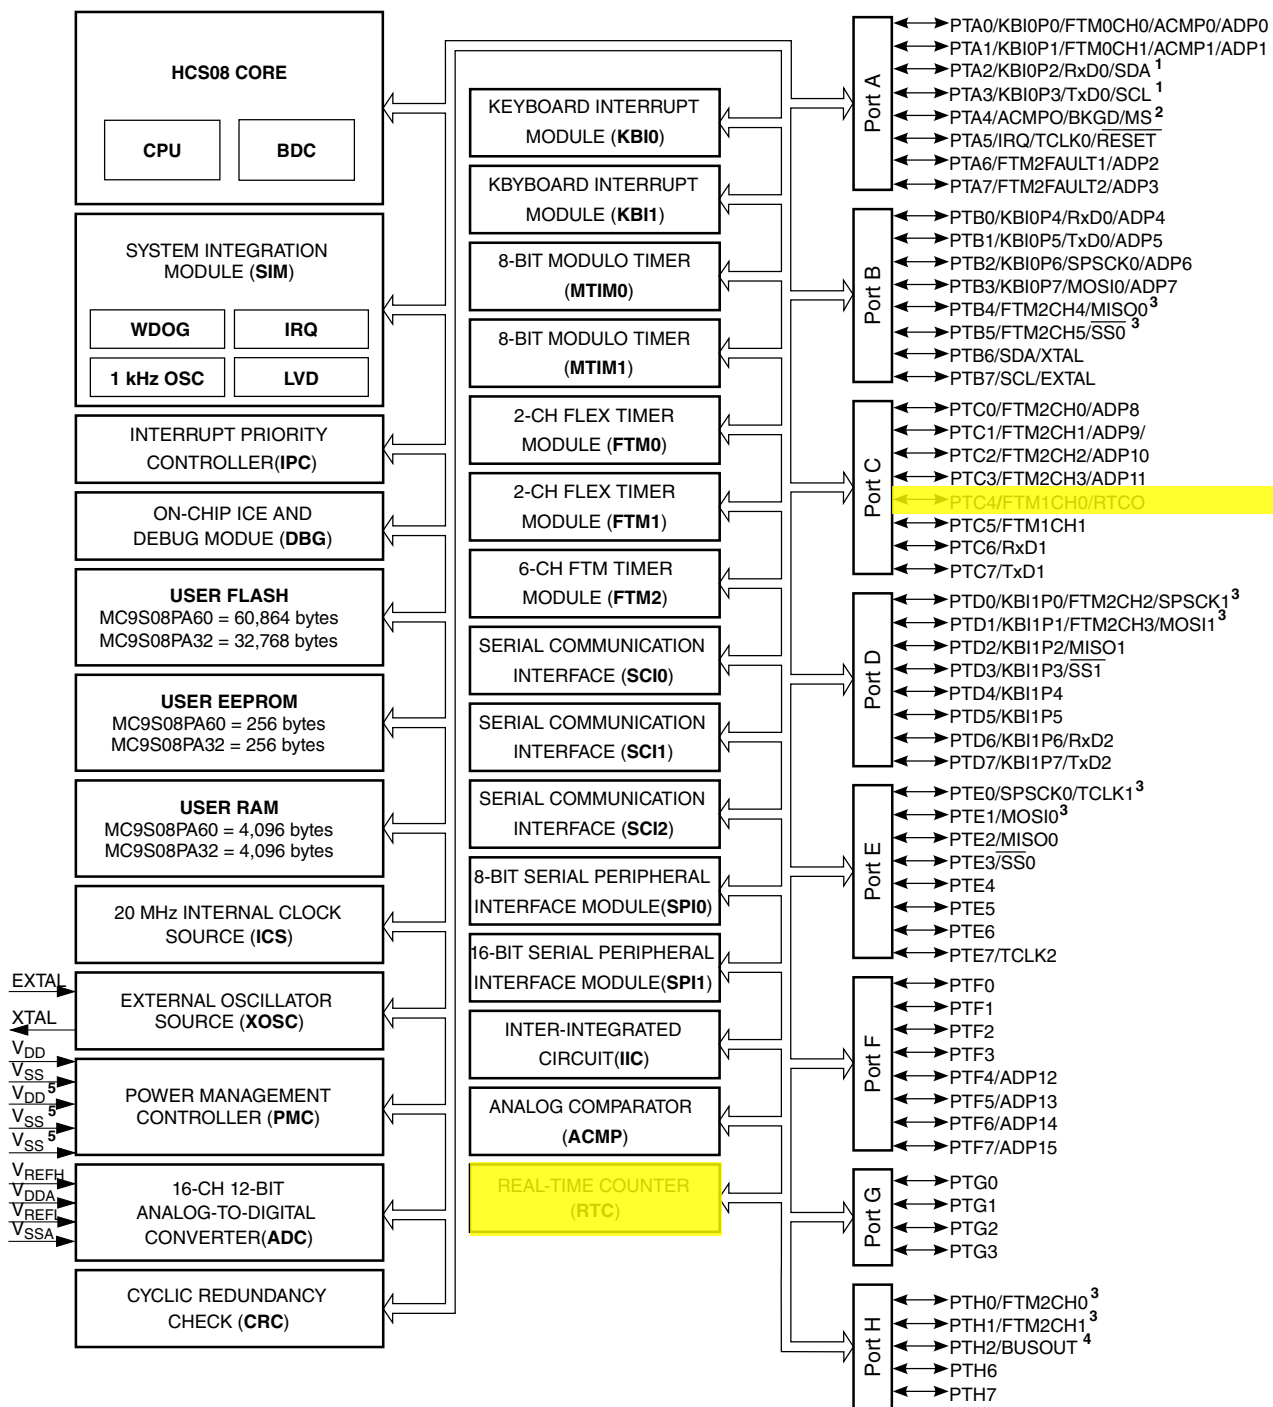 HCS08 CORE
CPU
BDC
SYSTEM INTEGRATION
MODULE (SIM)
WDOG
IRQ
1 kHz OSC
LVD
INTERRUPT PRIORITY
CONTROLLER(IPC)
ON-CHIP ICE AND
DEBUG MODUE (DBG)
USER FLASH
MC9S08PA60 = 60,864 bytes
MC9S08PA32 = 32,768 bytes
USER EEPROM
MC9S08PA60 = 256 bytes
MC9S08PA32 = 256 bytes
USER RAM
MC9S08PA60 = 4,096 bytes
MC9S08PA32 = 4,096 bytes
20 MHz INTERNAL CLOCK
SOURCE (ICS)
EXTERNAL OSCILLATOR
SOURCE (XOSC)
POWER MANAGEMENT
CONTROLLER (PMC)
16-CH 12-BIT
ANALOG-TO-DIGITAL
CONVERTER(ADC)
CYCLIC REDUNDANCY
CHECK (CRC)
EXTAL
XTAL
VDD
VSS
VDD 5
VSS 5
VSS 5
VREFH
VDDA
VREFL
VSSA
KEYBOARD INTERRUPT
MODULE (KBI0)
KBYBOARD INTERRUPT
MODULE (KBI1)
8-BIT MODULO TIMER
(MTIM0)
8-BIT MODULO TIMER
(MTIM1)
2-CH FLEX TIMER
MODULE (FTM0)
2-CH FLEX TIMER
MODULE (FTM1)
6-CH FTM TIMER
MODULE (FTM2)
SERIAL COMMUNICATION
INTERFACE (SCI0)
SERIAL COMMUNICATION
INTERFACE (SCI1)
SERIAL COMMUNICATION
INTERFACE (SCI2)
8-BIT SERIAL PERIPHERAL
INTERFACE MODULE(SPI0)
16-BIT SERIAL PERIPHERAL
INTERFACE MODULE(SPI1)
INTER-INTEGRATED
CIRCUIT(IIC)
ANALOG COMPARATOR
(ACMP)
REAL-TIME COUNTER
(RTC)
Port A
PTA0/KBI0P0/FTM0CH0/ACMP0/ADP0
PTA1/KBI0P1/FTM0CH1/ACMP1/ADP1
PTA2/KBI0P2/RxD0/SDA 1
PTA3/KBI0P3/TxD0/SCL 1
PTA4/ACMPO/BKGD/MS 2
PTA5/IRQ/TCLK0/RESET
PTA6/FTM2FAULT1/ADP2
PTA7/FTM2FAULT2/ADP3
Port B
PTB0/KBI0P4/RxD0/ADP4
PTB1/KBI0P5/TxD0/ADP5
PTB2/KBI0P6/SPSCK0/ADP6
PTB3/KBI0P7/MOSI0/ADP7
PTB4/FTM2CH4/MISO0 3
PTB5/FTM2CH5/SS0 3
PTB6/SDA/XTAL
PTB7/SCL/EXTAL
Port C
PTC0/FTM2CH0/ADP8
PTC1/FTM2CH1/ADP9/
PTC2/FTM2CH2/ADP10
PTC3/FTM2CH3/ADP11
PTC4/FTM1CH0/RTCO
PTC5/FTM1CH1
PTC6/RxD1
PTC7/TxD1
Port D
PTD0/KBI1P0/FTM2CH2/SPSCK1 3
PTD1/KBI1P1/FTM2CH3/MOSI1 3
PTD2/KBI1P2/MISO1
PTD3/KBI1P3/SS1
PTD4/KBI1P4
PTD5/KBI1P5
PTD6/KBI1P6/RxD2
PTD7/KBI1P7/TxD2
Port E
PTE0/SPSCK0/TCLK1 3
PTE1/MOSI0 3
PTE2/MISO0
PTE3/SS0
PTE4
PTE5
PTE6
PTE7/TCLK2
Port F
PTF0
PTF1
PTF2
PTF3
PTF4/ADP12
PTF5/ADP13
PTF6/ADP14
PTF7/ADP15
Port G
PTG0
PTG1
PTG2
PTG3
Port H
PTH0/FTM2CH0 3
PTH1/FTM2CH1 3
PTH2/BUSOUT 4
PTH6
PTH7